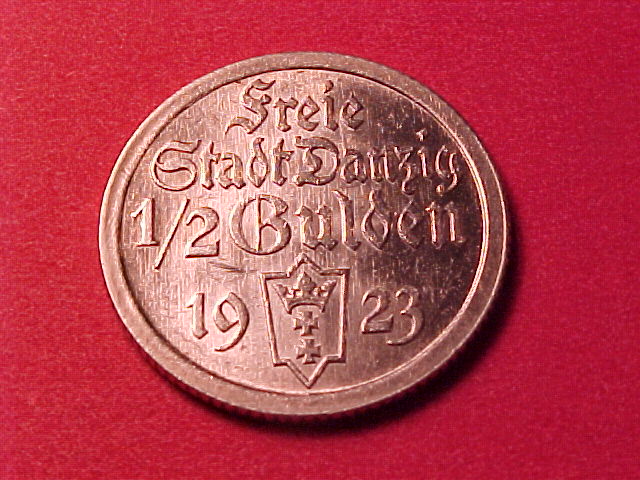 Freie
Stadt Danzig
1/2 Gulden
19 23